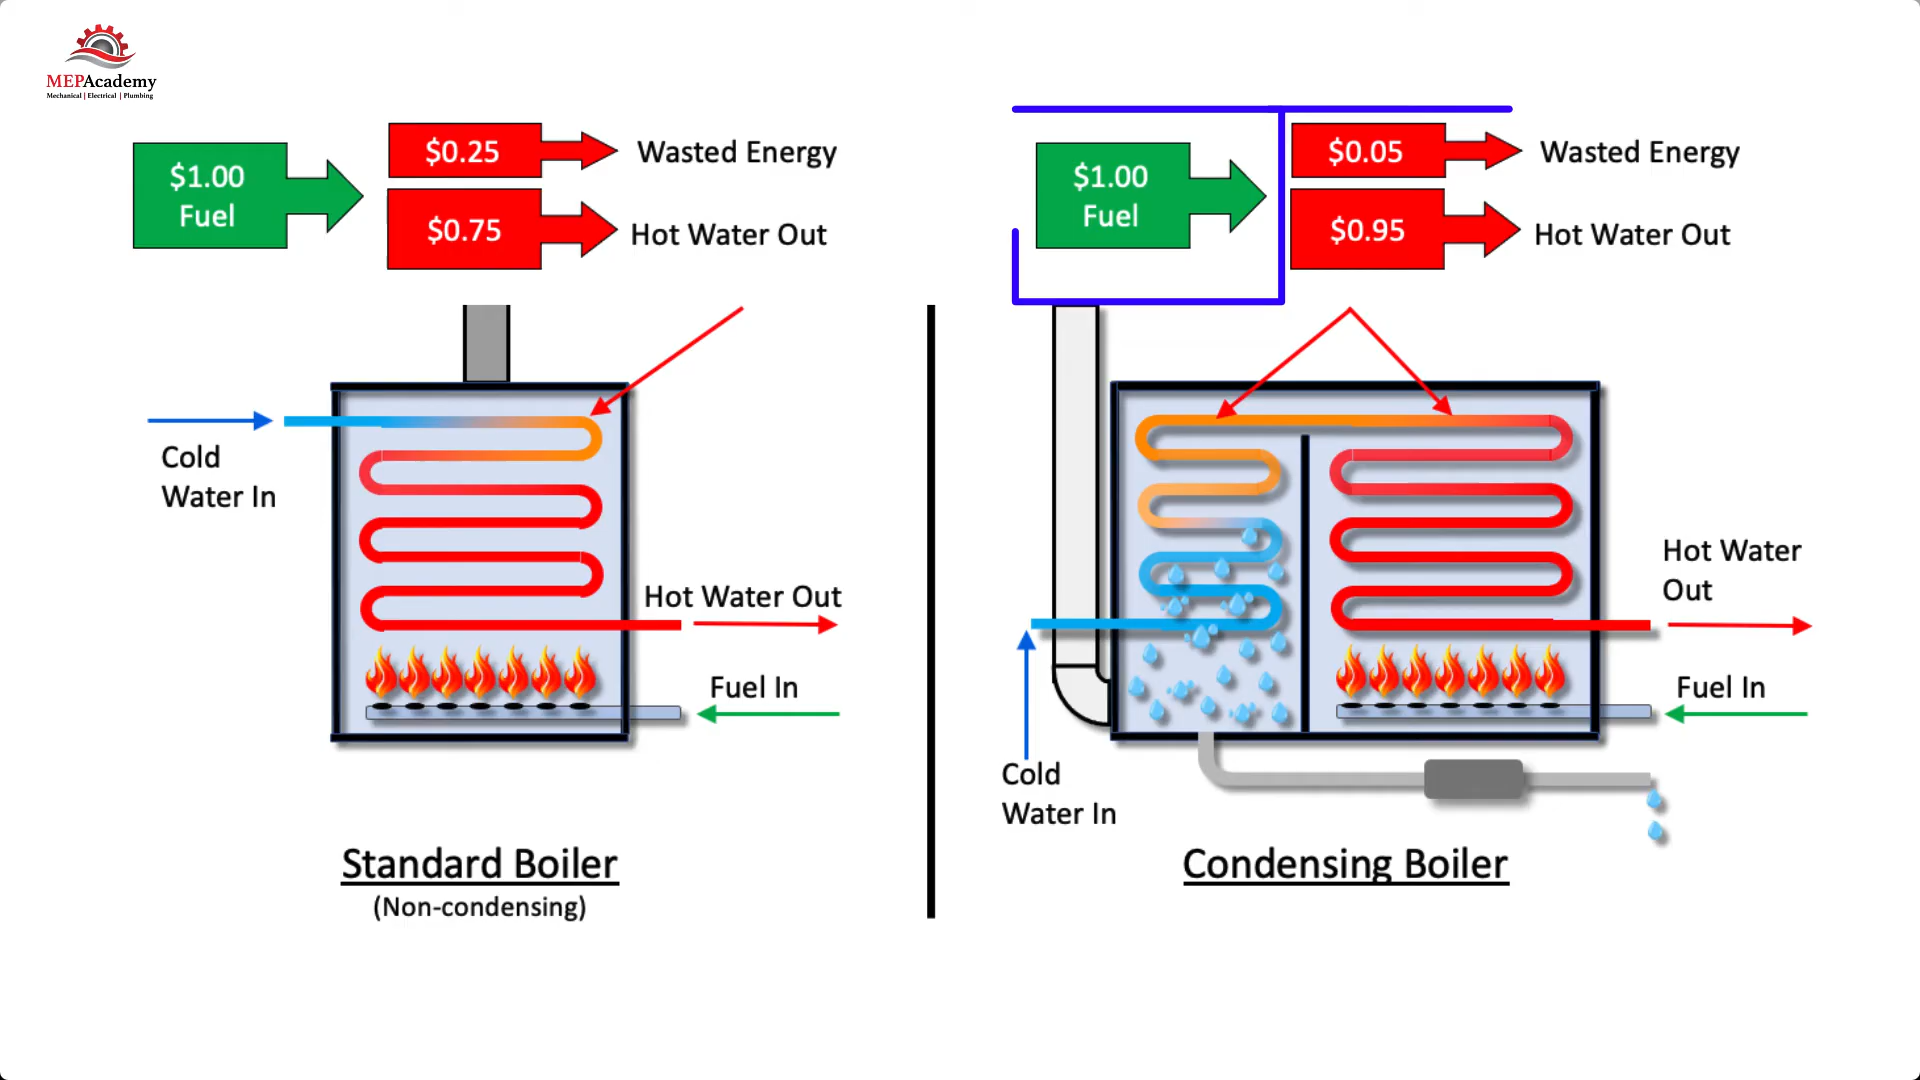 MEPAcademy
Mechanical | Electrical | Plumbing
$1.00
Fuel
$0.25
Wasted Energy
$0.75
Hot Water Out
Cold
Water In
Hot Water Out
Fuel In
Standard Boiler
(Non-condensing)
$1.00
Fuel
$0.05
Wasted Energy
$0.95
Hot Water Out
Hot Water
Out
Fuel In
Cold
Water In
Condensing Boiler